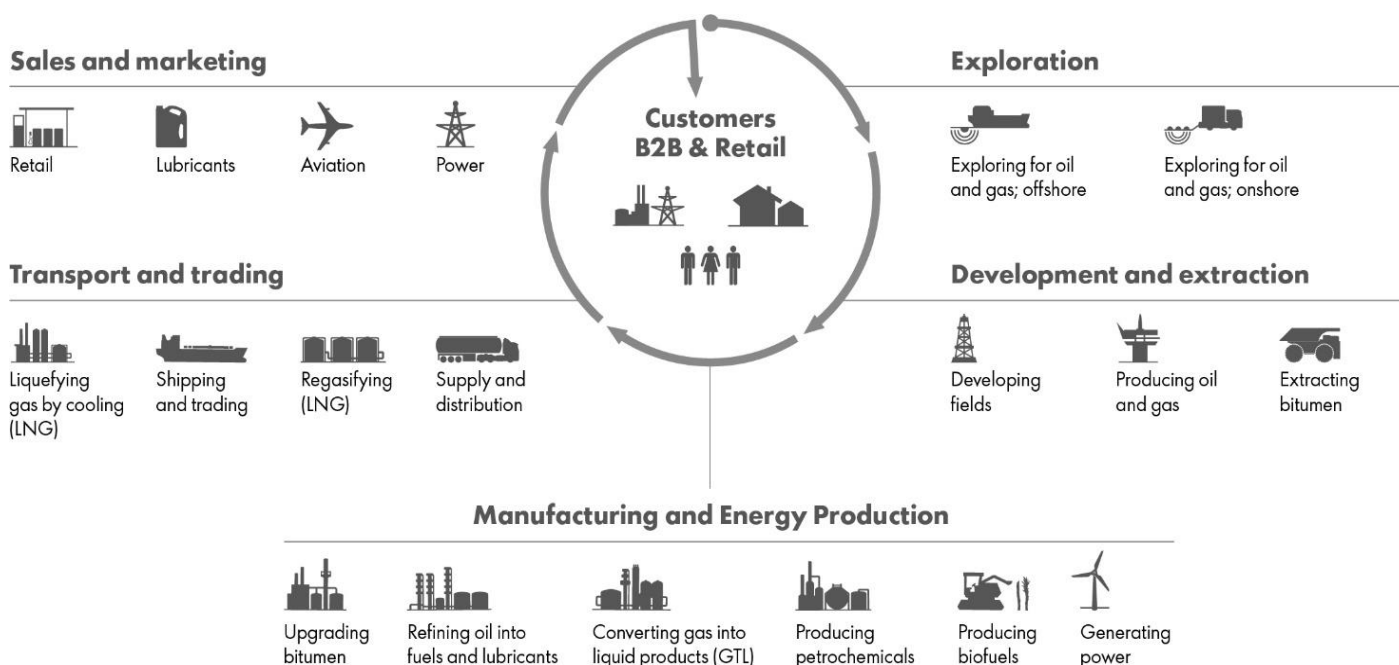 Sales and marketing
Retail
Lubricants
Aviation
Power
Customers
B2B & Retail
Exploration
Exploring for oil
and gas; offshore
Exploring for oil
and gas; onshore
Transport and trading
Liquefying
gas by cooling
(LNG)
Shipping
and trading
Regasifying
(LNG)
Supply and
distribution
Development and extraction
Developing
fields
Producing oil
and gas
Extracting
bitumen
Manufacturing and Energy Production
Upgrading
bitumen
Refining oil into
fuels and lubricants
Converting gas into
liquid products (GTL)
Producing
petrochemicals
Producing
biofuels
Generating
power